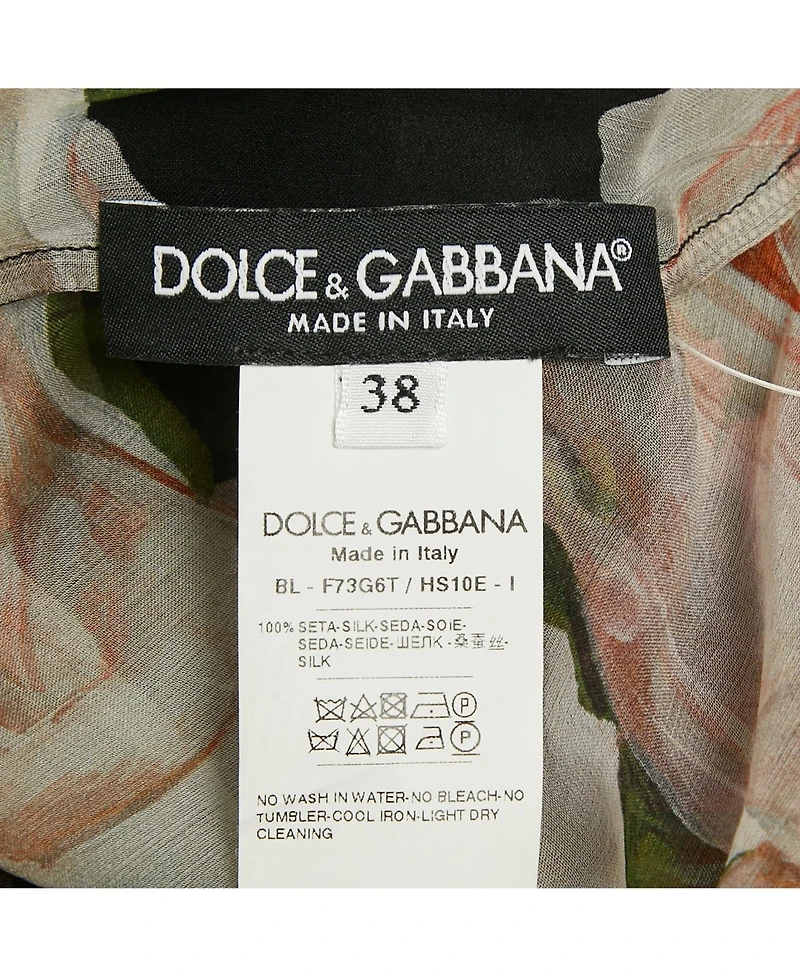 DOLCE & GABBANA®
MADE IN ITALY
38
DOLCE & GABBANA
Made in Italy
BL - F73G6T / HS10E - I
100% SETA-SILK-SEDA-SOIE-
SEDA-SEIDE-ШЕЛК-桑蚕丝-
SILK
P
P
NO WASH IN WATER-NO BLEACH-NO
TUMBLER-COOL IRON-LIGHT DRY
CLEANING